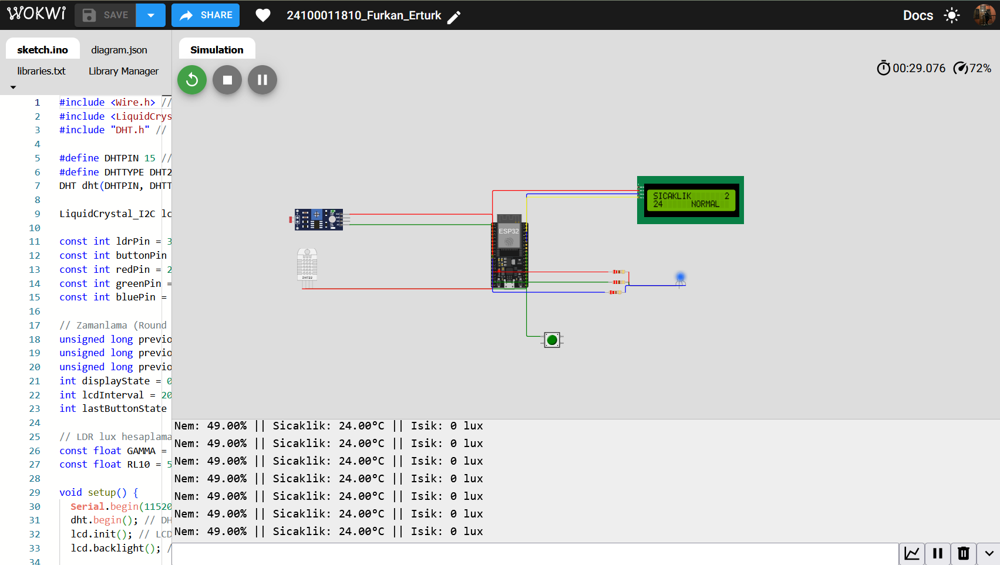 WOKWI SAVE SHARE 24100011810_Furkan_Erturk Docs
sketch.ino diagram.json
libraries.txt Library Manager
Simulation
00:29.076 72%
1 #include <Wire.h> //
2 #include <LiquidCrys
3 #include "DHT.h" //
4
5 #define DHTPIN 15 //
6 #define DHTTYPE DHT2
7 DHT dht(DHTPIN, DHTT
8
9 LiquidCrystal_I2C lc
10
11 const int ldrPin = 3
12 const int buttonPin
13 const int redPin = 2
14 const int greenPin =
15 const int bluePin =
16
17 // Zamanlama (Round
18 unsigned long previo
19 unsigned long previo
20 unsigned long previo
21 int displayState = 0
22 int lcdInterval = 20
23 int lastButtonState
24
25 // LDR lux hesaplama
26 const float GAMMA =
27 const float RL10 = 5
28
29 void setup() {
30 Serial.begin(11520
31 dht.begin(); // DH
32 lcd.init(); // LCD
33 lcd.backlight(); /
34
SICAKLIK 2
24 NORMAL
ESP32
DHT22
Nem: 49.00% || Sicaklik: 24.00°C || Isik: 0 lux
Nem: 49.00% || Sicaklik: 24.00°C || Isik: 0 lux
Nem: 49.00% || Sicaklik: 24.00°C || Isik: 0 lux
Nem: 49.00% || Sicaklik: 24.00°C || Isik: 0 lux
Nem: 49.00% || Sicaklik: 24.00°C || Isik: 0 lux
Nem: 49.00% || Sicaklik: 24.00°C || Isik: 0 lux
Nem: 49.00% || Sicaklik: 24.00°C || Isik: 0 lux